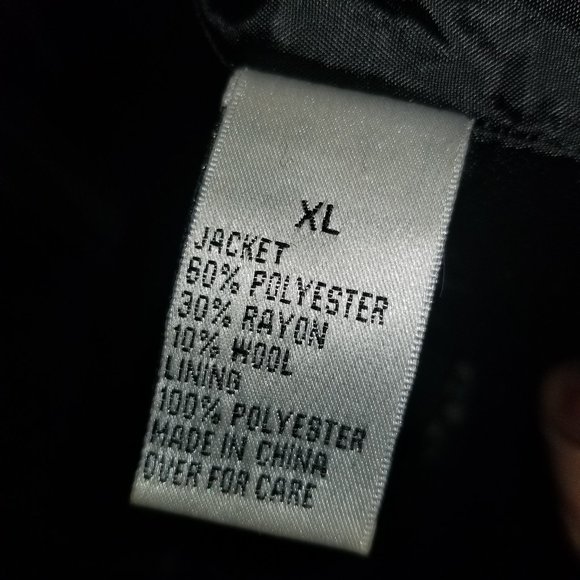 XL
JACKET
60% POLYESTER
30% RAYON
10% WOOL
LINING
100% POLYESTER
MADE IN CHINA
OVER FOR CARE